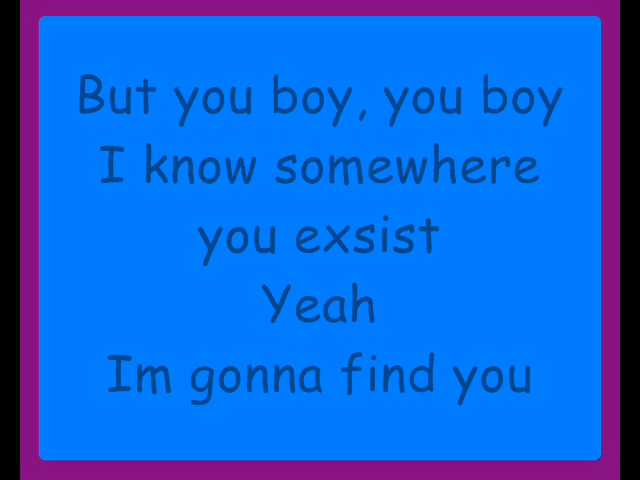 But you boy, you boy
I know somewhere
you exsist
Yeah
Im gonna find you